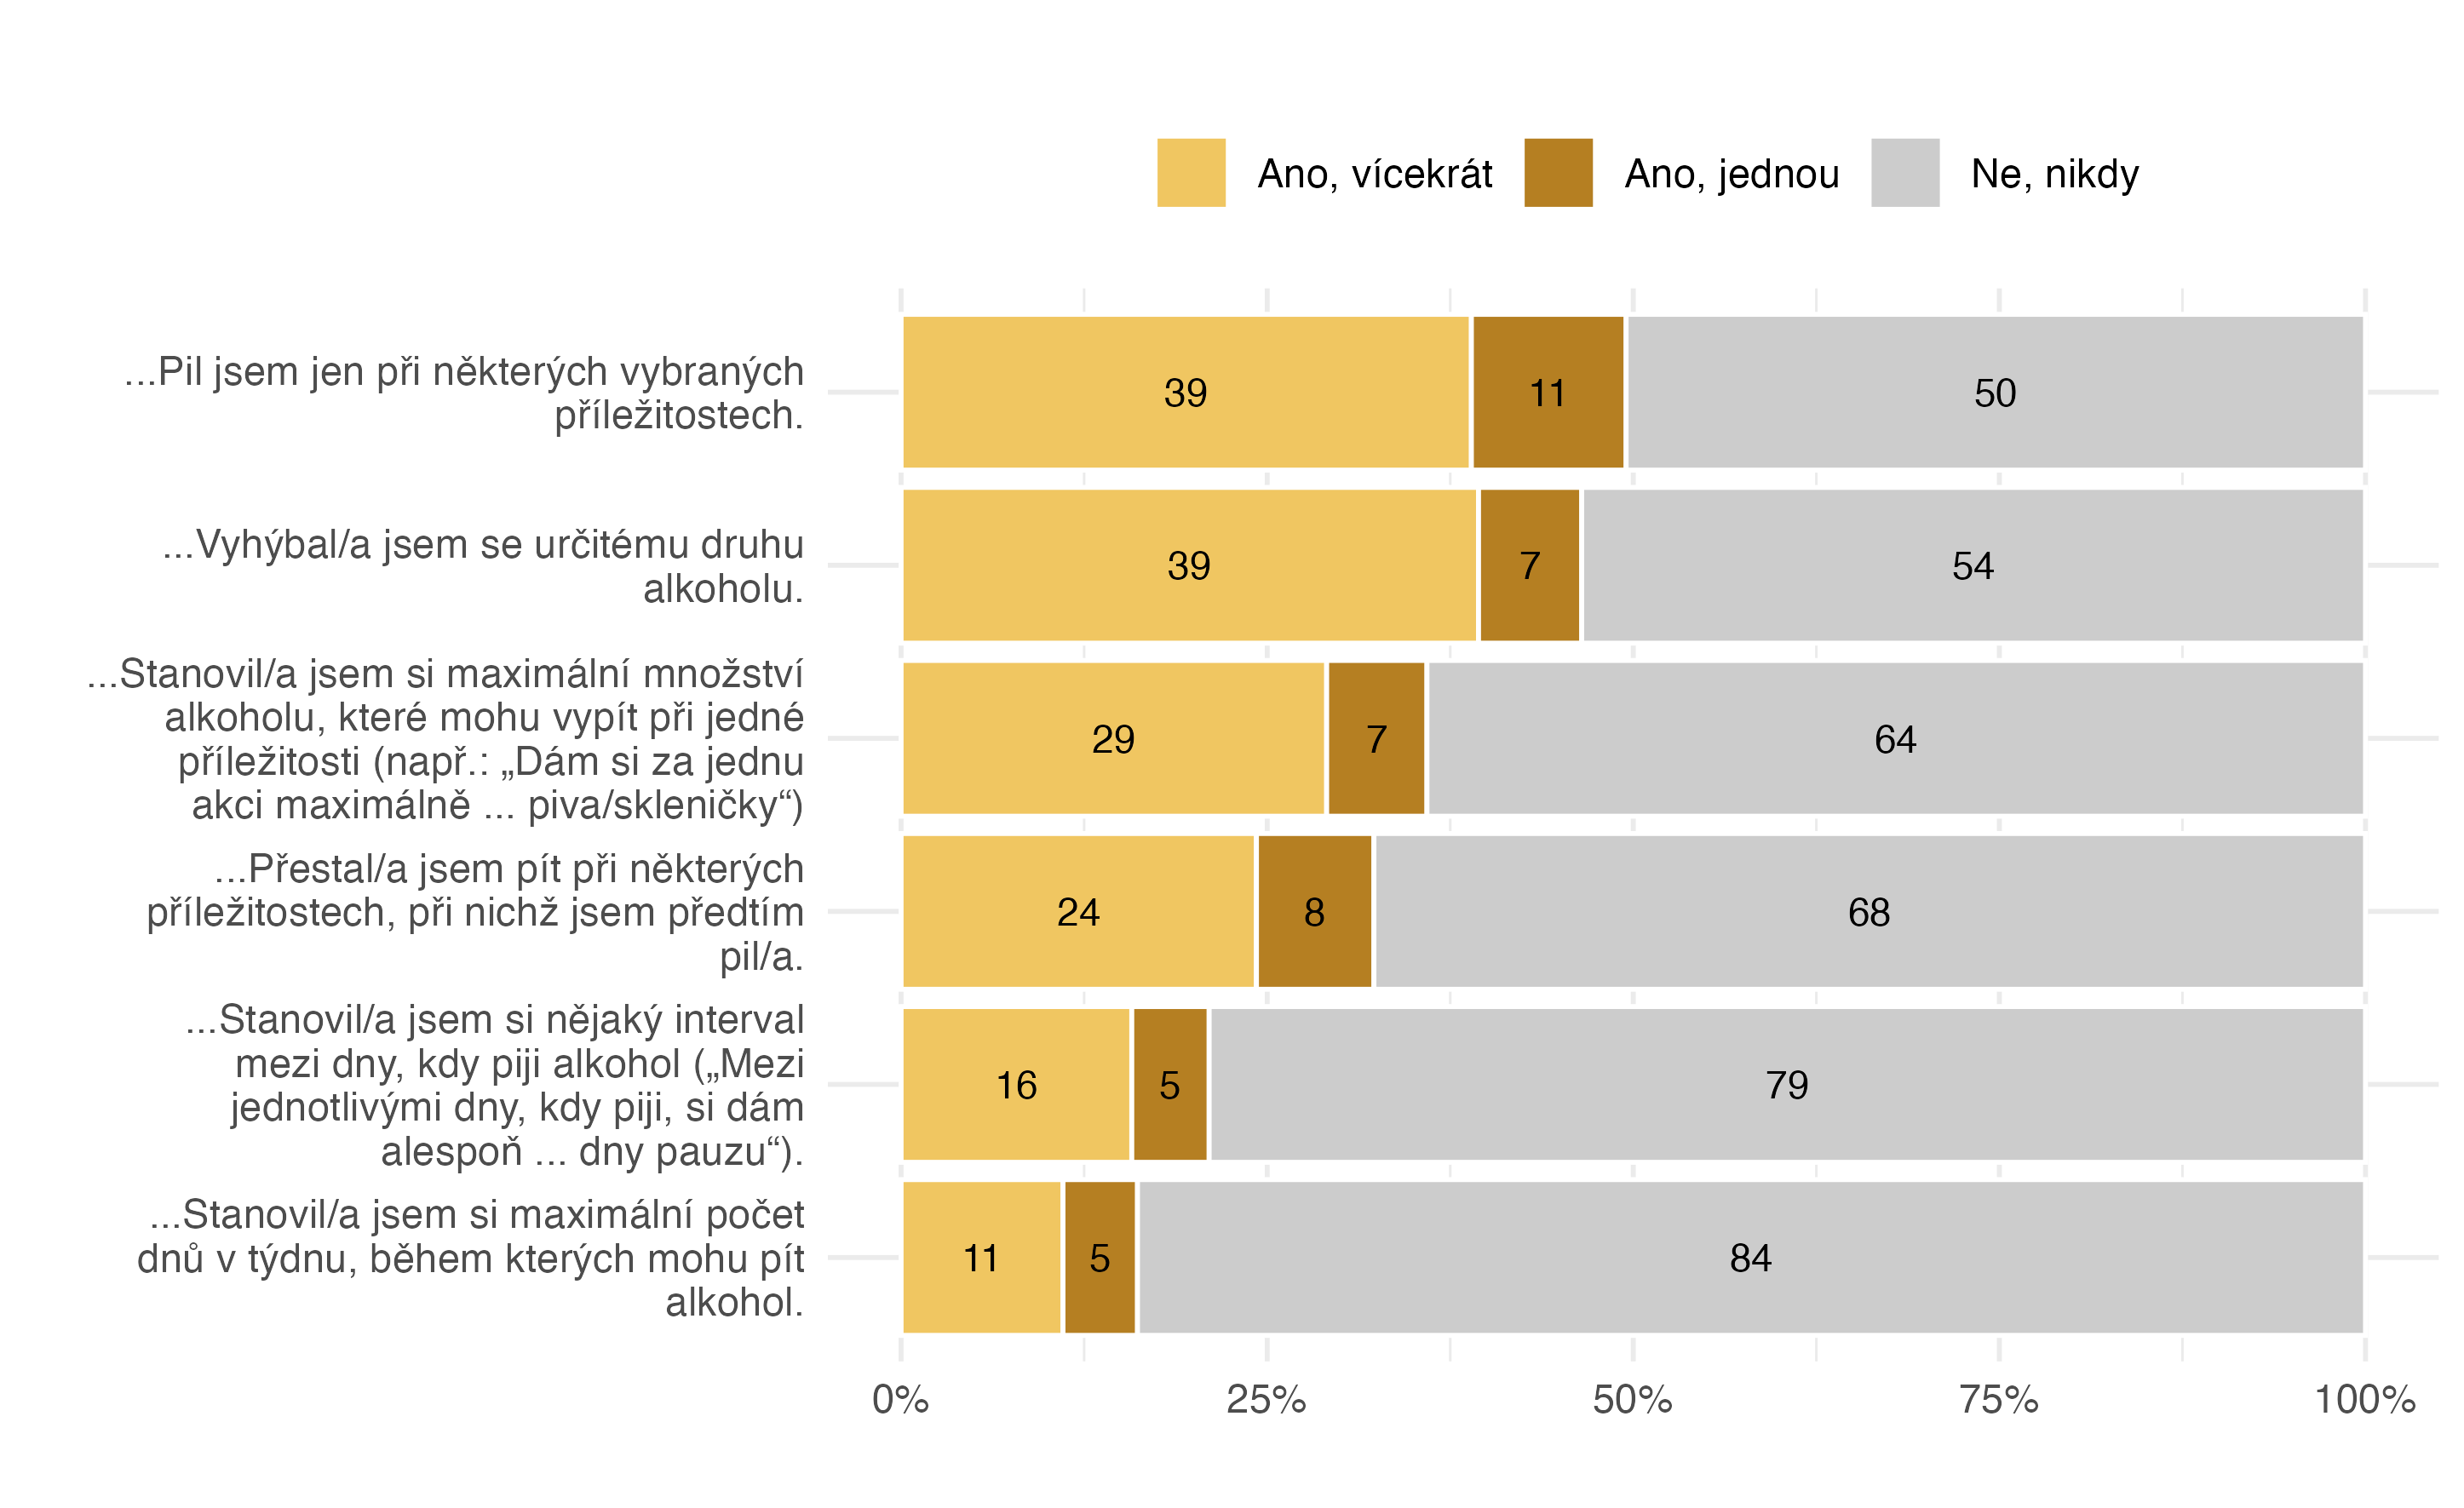 Ano, vícekrát Ano, jednou Ne, nikdy
...Pil jsem jen při některých vybraných
příležitostech.
39 11 50
...Vyhýbal/a jsem se určitému druhu
alkoholu.
39 7 54
...Stanovil/a jsem si maximální množství
alkoholu, které mohu vypít při jedné
příležitosti (např.: „Dám si za jednu
akci maximálně ... piva/skleničky“)
29 7 64
...Přestal/a jsem pít při některých
příležitostech, při nichž jsem předtím
pil/a.
24 8 68
...Stanovil/a jsem si nějaký interval
mezi dny, kdy piji alkohol („Mezi
jednotlivými dny, kdy piji, si dám
alespoň ... dny pauzu“).
16 5 79
...Stanovil/a jsem si maximální počet
dnů v týdnu, během kterých mohu pít
alkohol.
11 5 84
0% 25% 50% 75% 100%